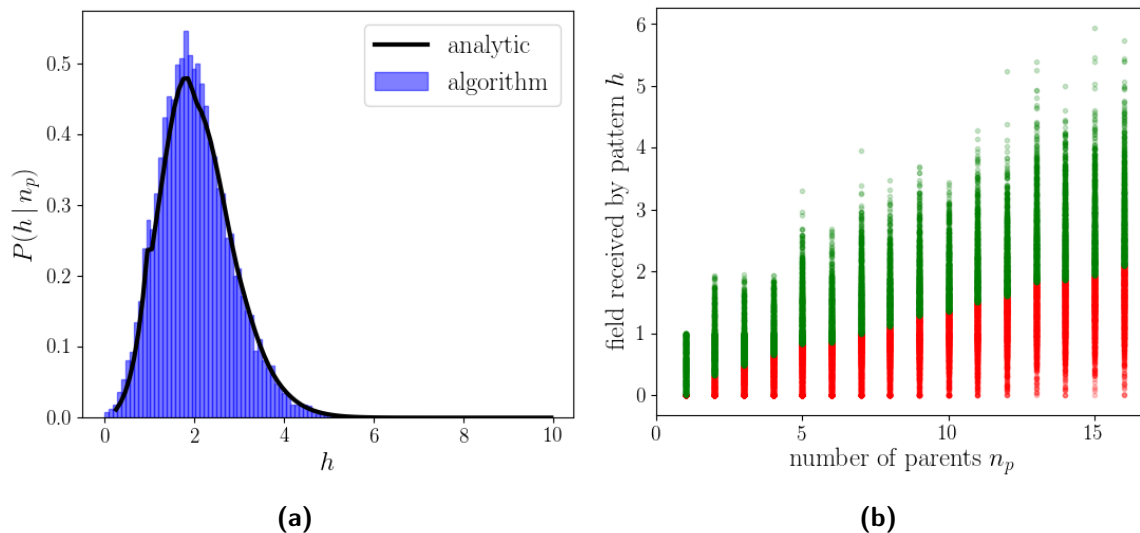 analytic
algorithm
0.5
0.4
0.3
0.2
0.1
0.0
P(h | n_p)
0 2 4 6 8 10
h
(a)
6
5
4
3
2
1
0
field received by pattern h
0 5 10 15
number of parents n_p
(b)